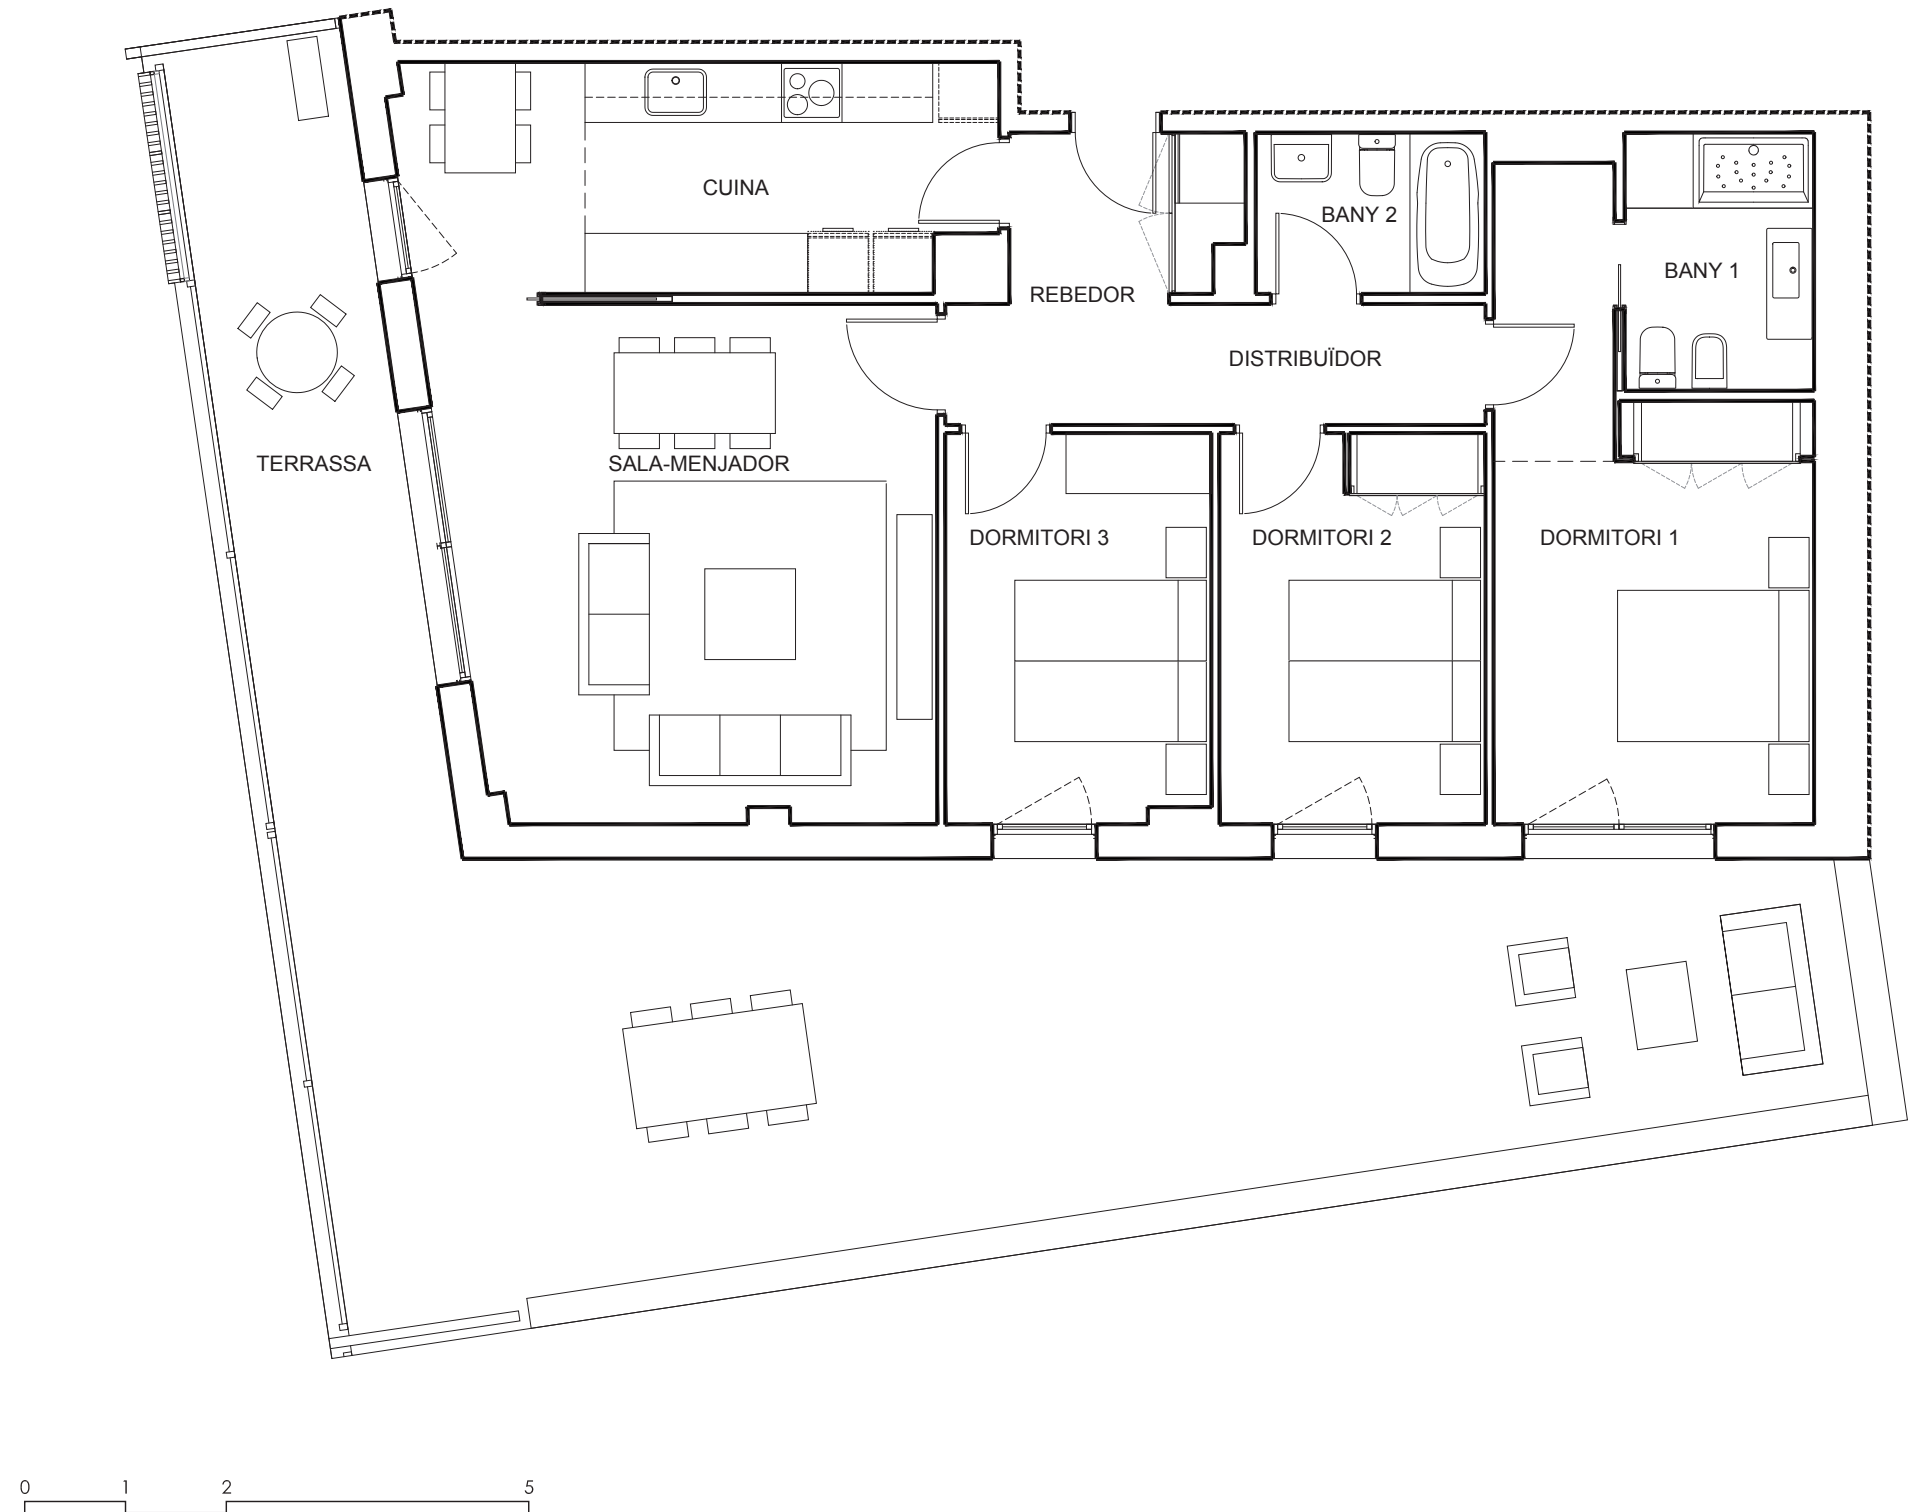 CUINA
BANY 2
BANY 1
REBEDOR
DISTRIBUÏDOR
TERRASSA
SALA-MENJADOR
DORMITORI 3
DORMITORI 2
DORMITORI 1
0 1 2 5